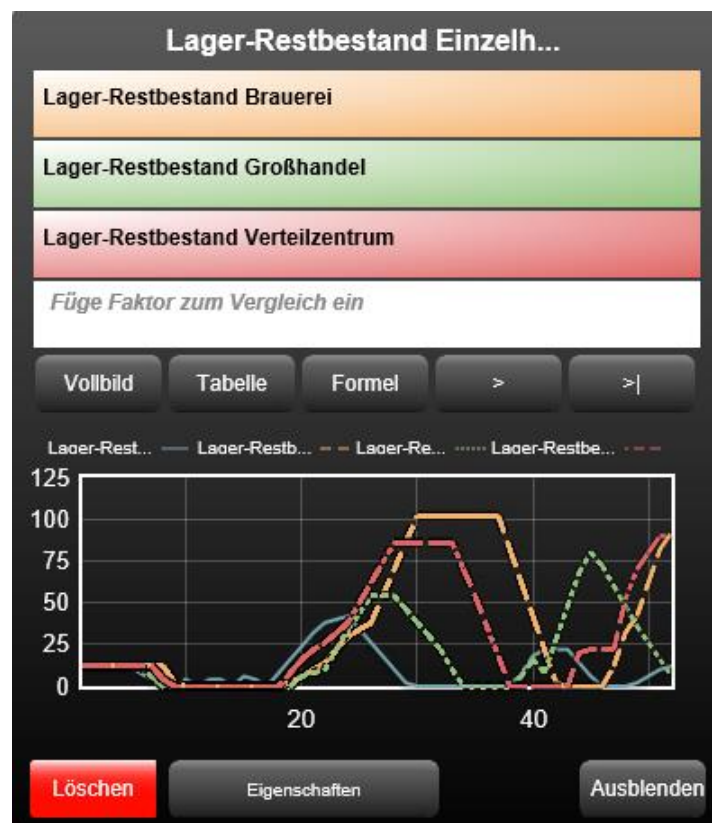 Lager-Restbestand Einzelh...
Lager-Restbestand Brauerei
Lager-Restbestand Großhandel
Lager-Restbestand Verteilzentrum
Füge Faktor zum Vergleich ein
Vollbild Tabelle Formel > >|
Lager-Rest... Lager-Restb... Lager-Re... Lager-Restbe...
125
100
75
50
25
0
20 40
Löschen Eigenschaften Ausblenden